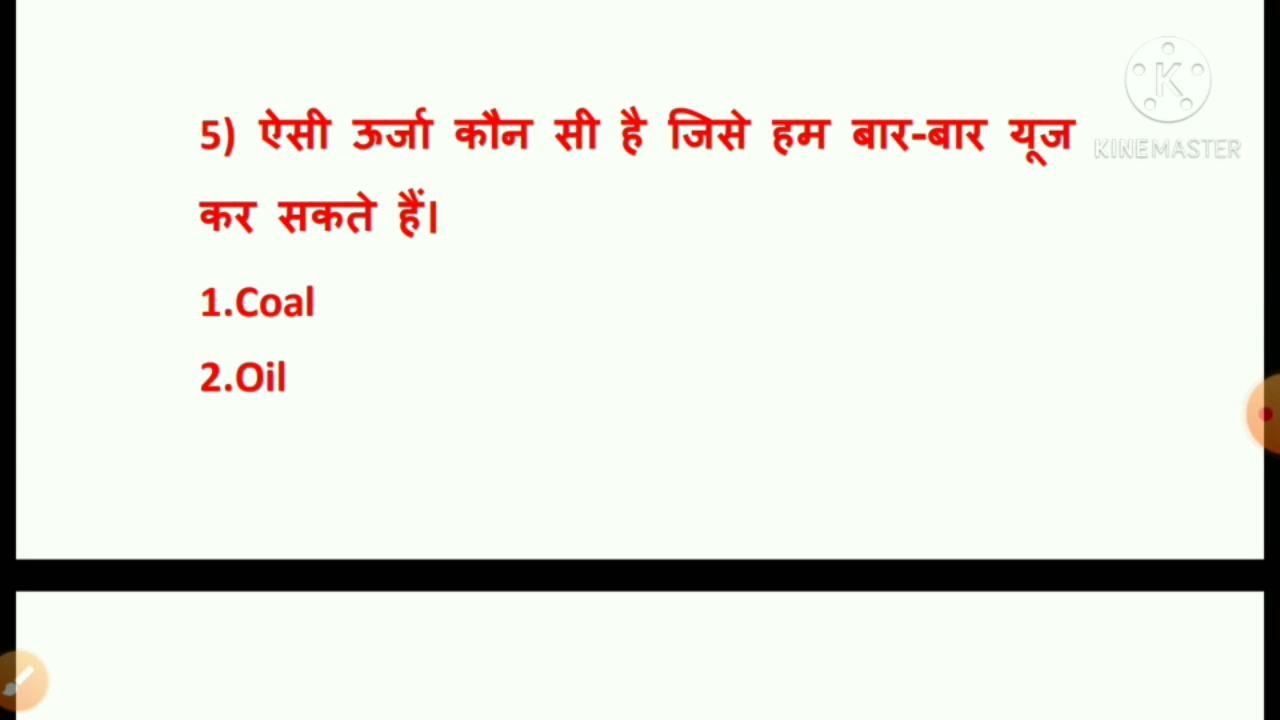 5) ऐसी ऊर्जा कौन सी है जिसे हम बार-बार यूज
कर सकते हैं।
1.Coal
2.Oil
K
KINEMASTER